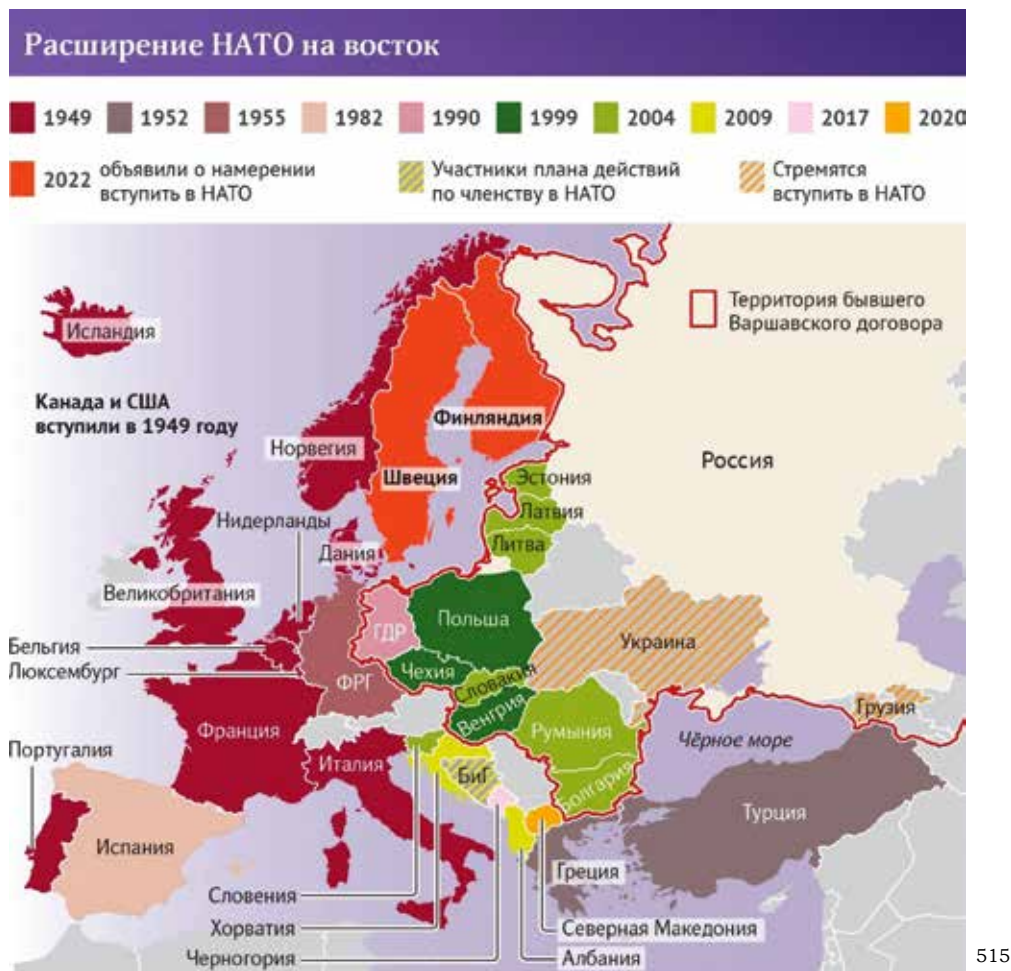 Расширение НАТО на восток
1949 1952 1955 1982 1990 1999 2004 2009 2017 2020
2022 объявили о намерении
вступить в НАТО
Участники плана действий
по членству в НАТО
Стремятся
вступить в НАТО
Территория бывшего
Варшавского договора
Исландия
Канада и США
вступили в 1949 году
Финляндия
Норвегия
Швеция
Россия
Эстония
Латвия
Литва
Нидерланды
Дания
Великобритания
Польша
ГДР
Украина
Бельгия
Люксембург
Чехия
Словакия
ФРГ
Венгрия
Румыния
Грузия
Франция
Португалия
Италия
Чёрное море
БиГ
Болгария
Турция
Испания
Греция
Словения
Хорватия
Северная Македония
Черногория
Албания
515